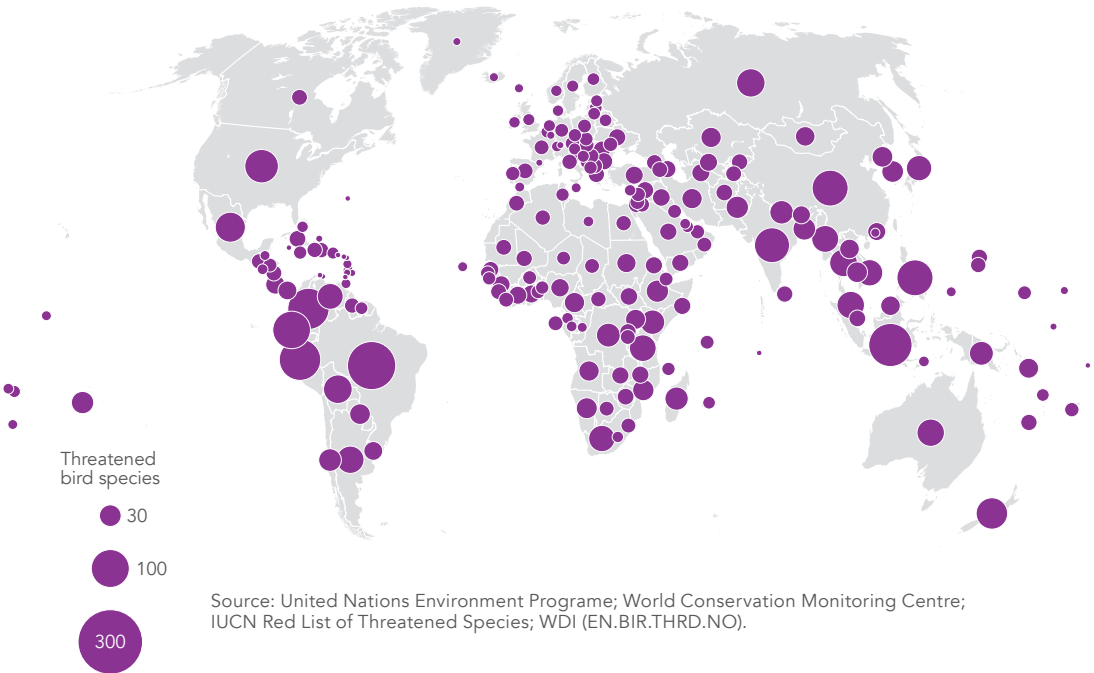 Threatened
bird species
30
100
300
Source: United Nations Environment Programe; World Conservation Monitoring Centre;
IUCN Red List of Threatened Species; WDI (EN.BIR.THRD.NO).